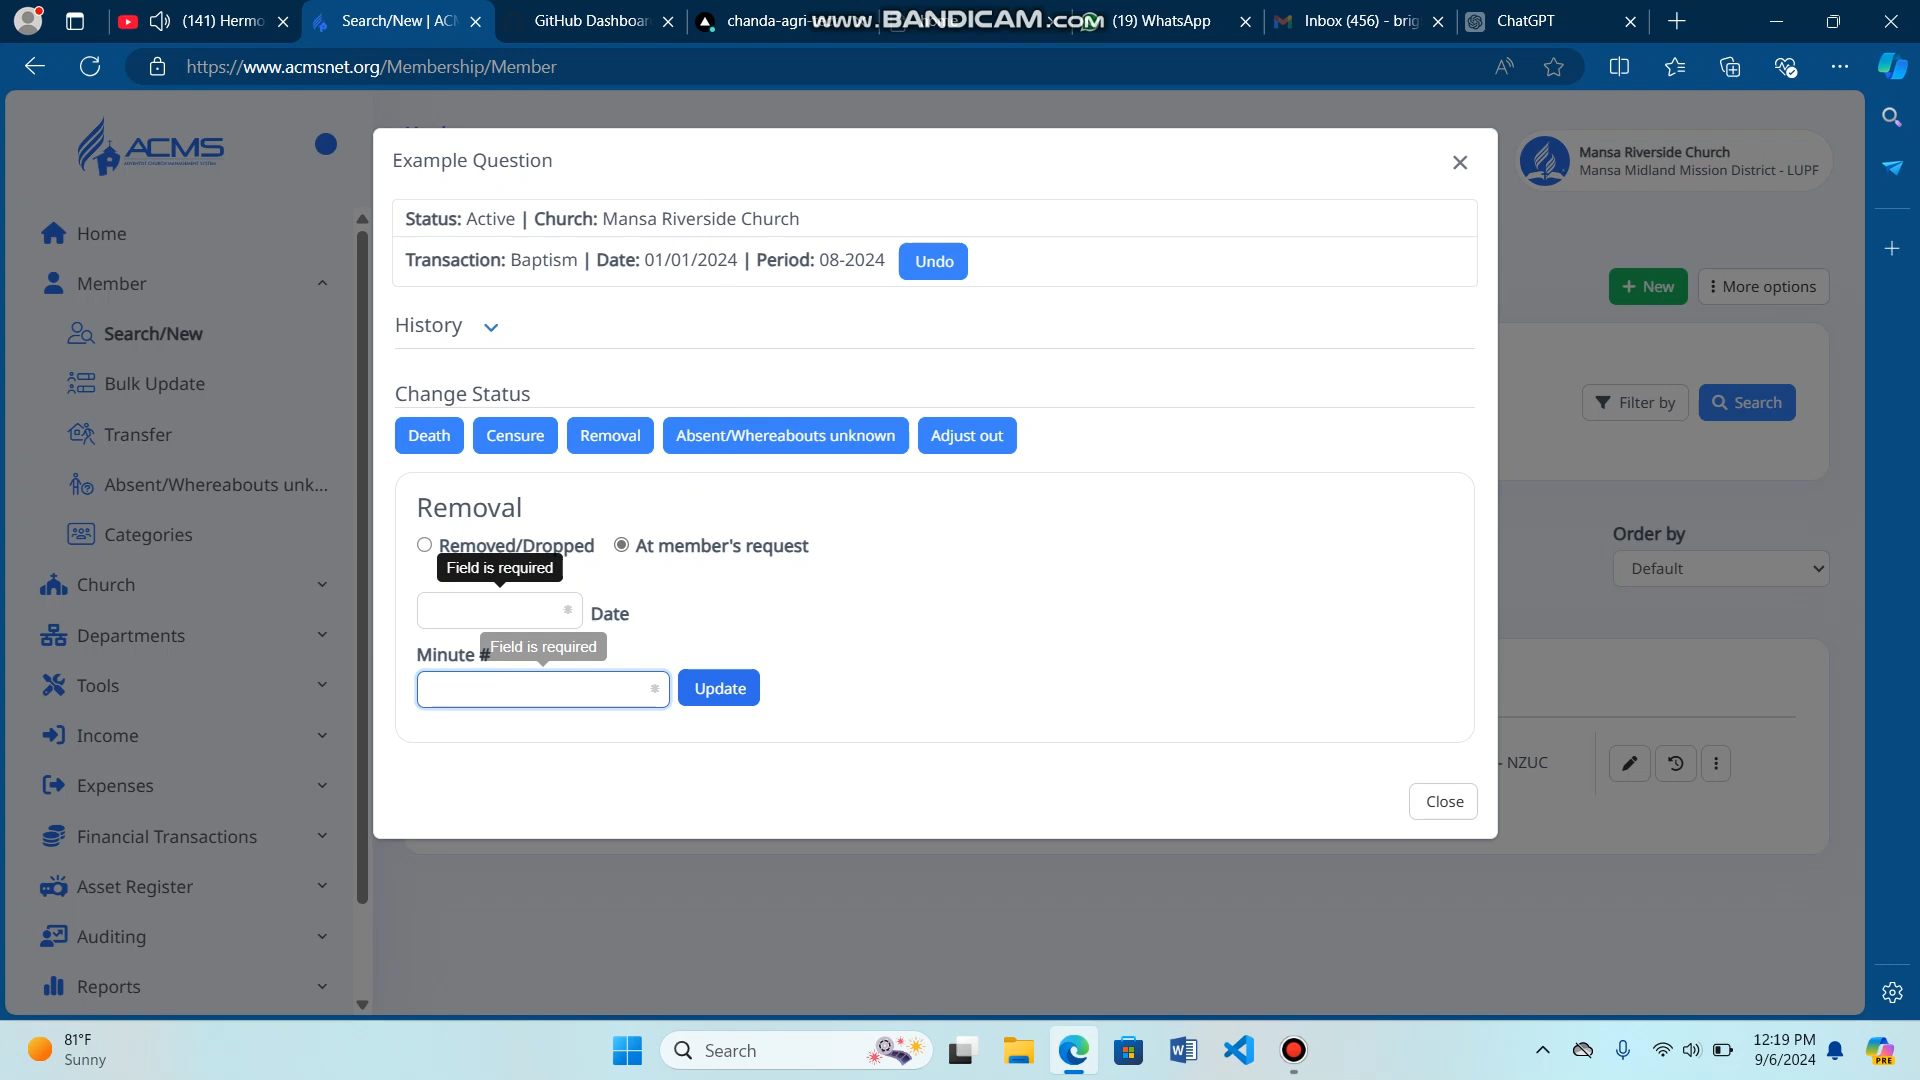 (141) Hermo
Search/New | AC
GitHub Dashboar
chanda-agri-
www.BANDICAM.com
(19) WhatsApp
Inbox (456) - brig
ChatGPT
https://www.acmsnet.org/Membership/Member
ACMS
Home
Member
Search/New
Bulk Update
Transfer
Absent/Whereabouts unk...
Categories
Church
Departments
Tools
Income
Expenses
Financial Transactions
Asset Register
Auditing
Reports
Example Question
Status: Active | Church: Mansa Riverside Church
Transaction: Baptism | Date: 01/01/2024 | Period: 08-2024
Undo
History
Change Status
Death
Censure
Removal
Absent/Whereabouts unknown
Adjust out
Removal
Removed/Dropped
At member's request
Field is required
Date
Field is required
Minute #
Update
Close
Mansa Riverside Church
Mansa Midland Mission District - LUPF
+ New
More options
Filter by
Search
Order by
Default
- NZUC
81°F
Sunny
Search
12:19 PM
9/6/2024
PRE